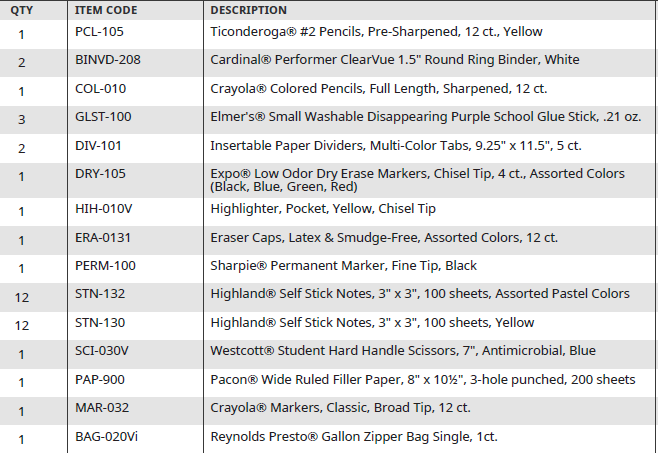 QTY ITEM CODE DESCRIPTION
1 PCL-105 Ticonderoga® #2 Pencils, Pre-Sharpened, 12 ct., Yellow
2 BINVD-208 Cardinal® Performer ClearVue 1.5" Round Ring Binder, White
1 COL-010 Crayola® Colored Pencils, Full Length, Sharpened, 12 ct.
3 GLST-100 Elmer's® Small Washable Disappearing Purple School Glue Stick, .21 oz.
2 DIV-101 Insertable Paper Dividers, Multi-Color Tabs, 9.25" x 11.5", 5 ct.
1 DRY-105 Expo® Low Odor Dry Erase Markers, Chisel Tip, 4 ct., Assorted Colors
(Black, Blue, Green, Red)
1 HIH-010V Highlighter, Pocket, Yellow, Chisel Tip
1 ERA-0131 Eraser Caps, Latex & Smudge-Free, Assorted Colors, 12 ct.
1 PERM-100 Sharpie® Permanent Marker, Fine Tip, Black
12 STN-132 Highland® Self Stick Notes, 3" x 3", 100 sheets, Assorted Pastel Colors
12 STN-130 Highland® Self Stick Notes, 3" x 3", 100 sheets, Yellow
1 SCI-030V Westcott® Student Hard Handle Scissors, 7", Antimicrobial, Blue
1 PAP-900 Pacon® Wide Ruled Filler Paper, 8" x 10½", 3-hole punched, 200 sheets
1 MAR-032 Crayola® Markers, Classic, Broad Tip, 12 ct.
1 BAG-020Vi Reynolds Presto® Gallon Zipper Bag Single, 1ct.